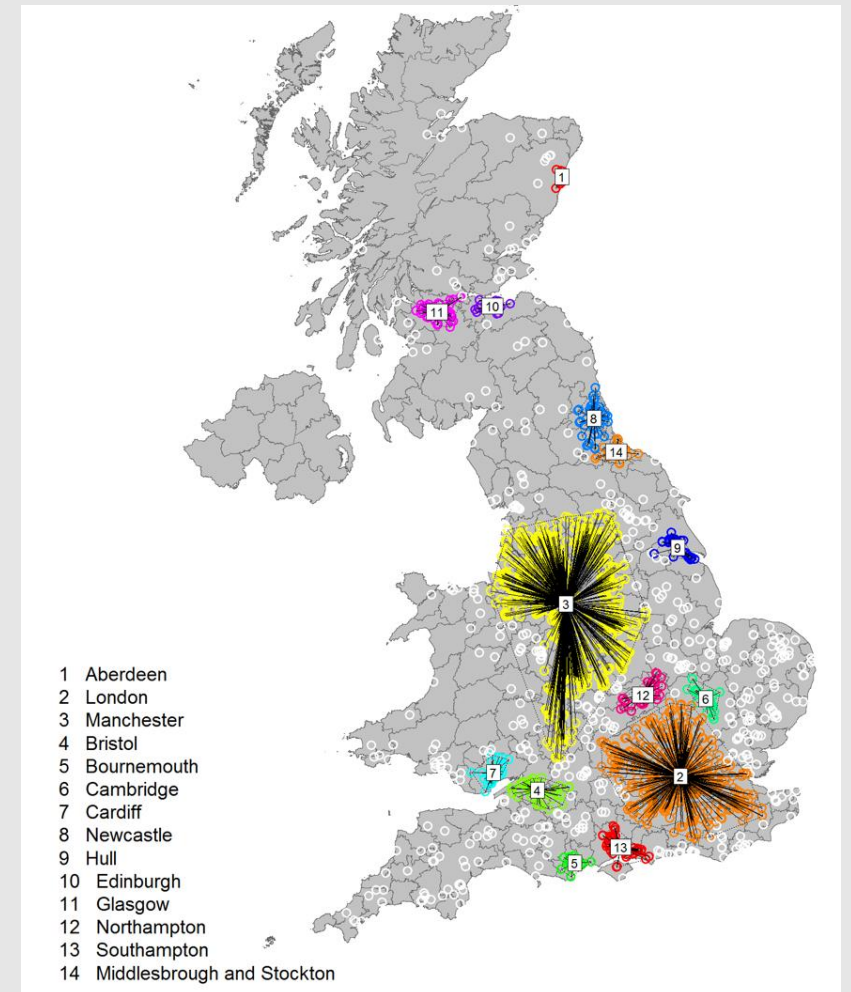 1
11
10
8
14
9
3
12
6
7
2
4
13
5
1 Aberdeen
2 London
3 Manchester
4 Bristol
5 Bournemouth
6 Cambridge
7 Cardiff
8 Newcastle
9 Hull
10 Edinburgh
11 Glasgow
12 Northampton
13 Southampton
14 Middlesbrough and Stockton